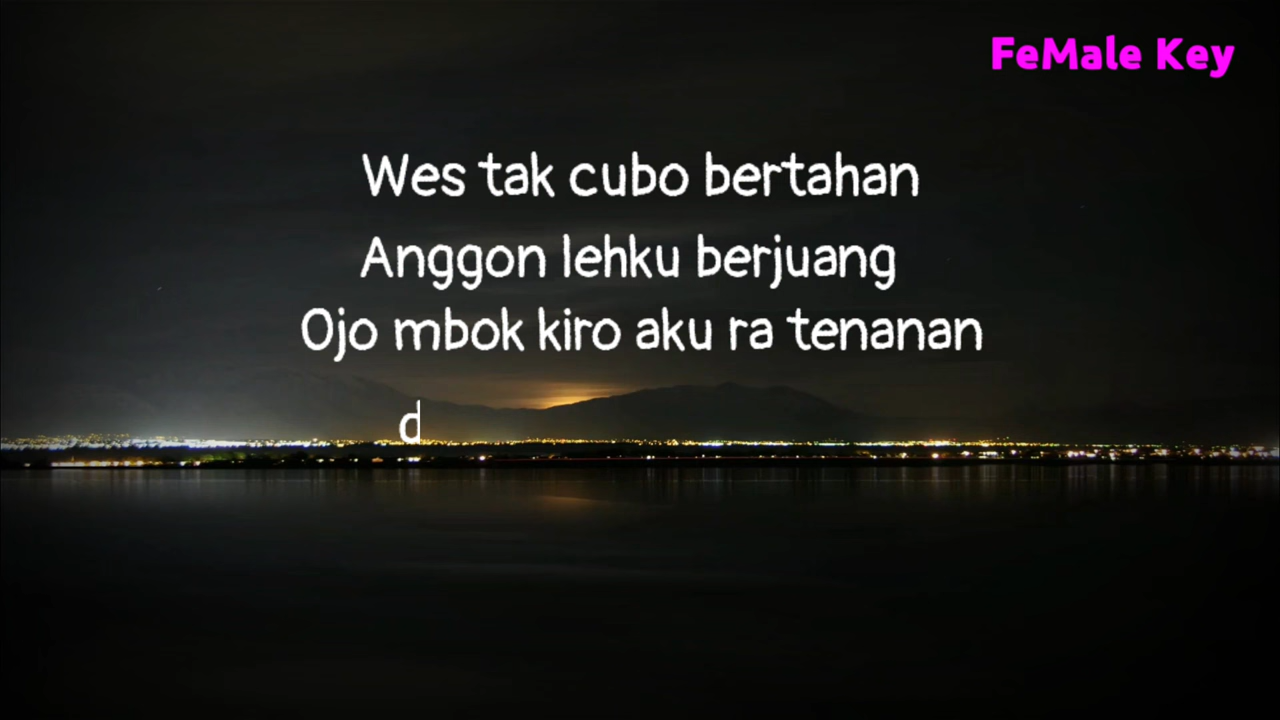 FeMale Key
Wes tak cubo bertahan
Anggon lehku berjuang
Ojo mbok kiro aku ra tenanan
d